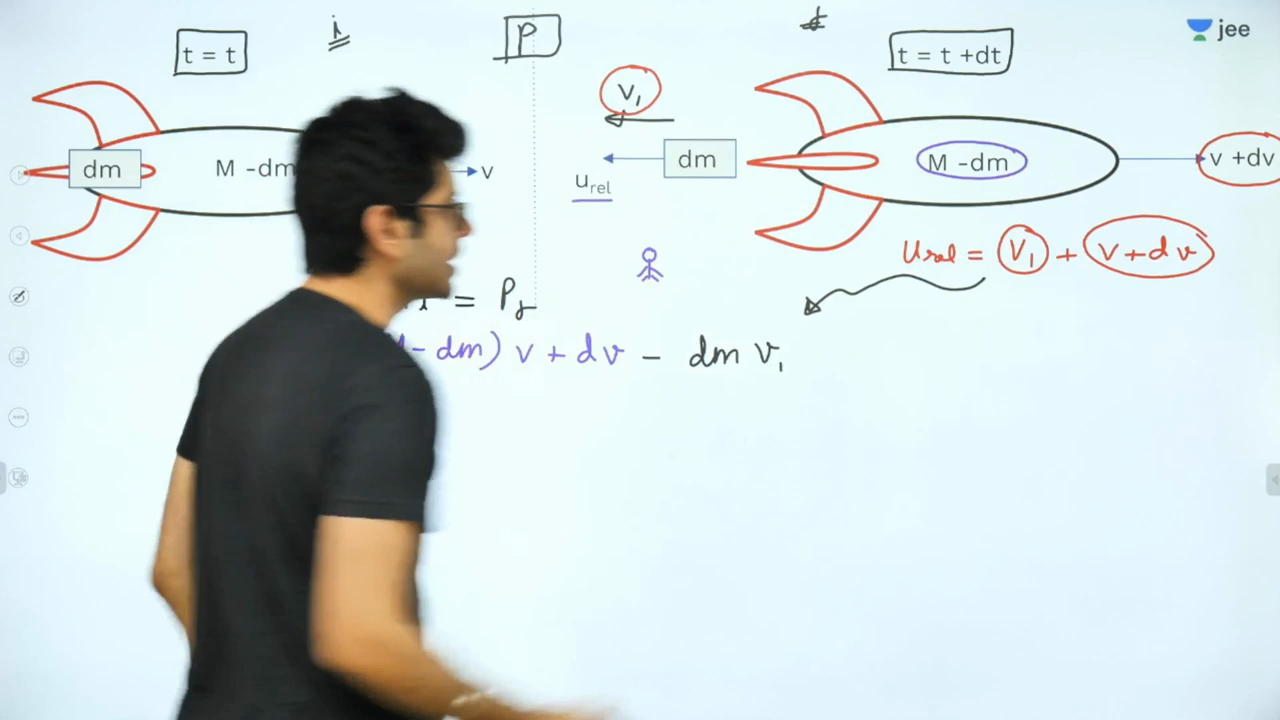 t = t
i
P
f
t = t +dt
jee
v₁
dm
M -dm
v
dm
u_rel
M -dm
v +dv
u_rel = v₁ + v+dv
= P_f
- dm) v + dv - dm v₁